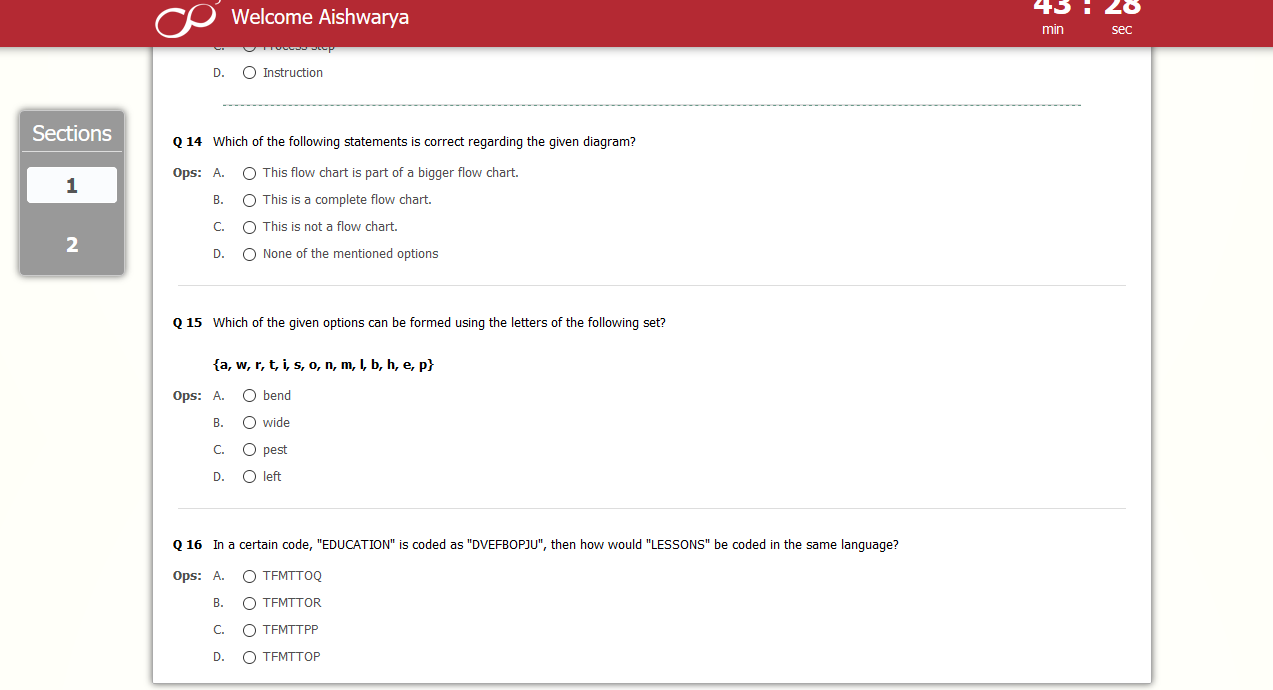 Welcome Aishwarya
43 : 28
min sec
C. Process step
D. Instruction
Sections
1
2
Q 14 Which of the following statements is correct regarding the given diagram?
Ops: A. This flow chart is part of a bigger flow chart.
B. This is a complete flow chart.
C. This is not a flow chart.
D. None of the mentioned options
Q 15 Which of the given options can be formed using the letters of the following set?
{a, w, r, t, i, s, o, n, m, l, b, h, e, p}
Ops: A. bend
B. wide
C. pest
D. left
Q 16 In a certain code, "EDUCATION" is coded as "DVEFBOPJU", then how would "LESSONS" be coded in the same language?
Ops: A. TFMTTOQ
B. TFMTTOR
C. TFMTTPP
D. TFMTTOP